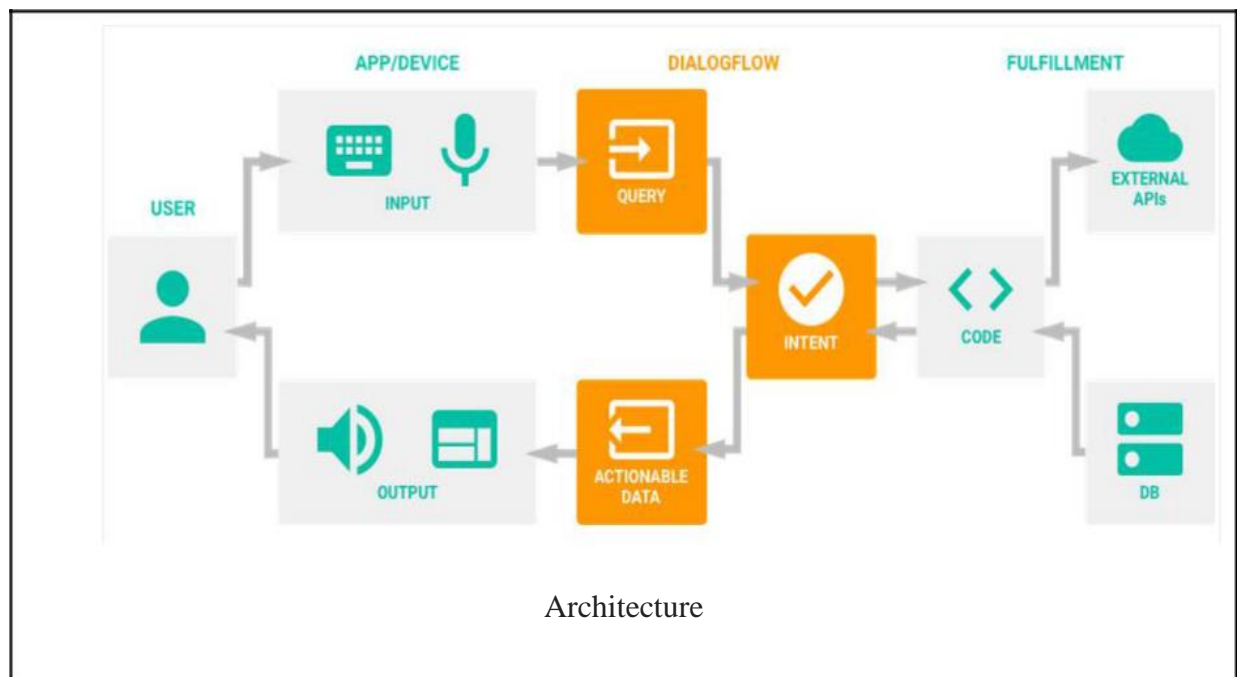 APP/DEVICE
DIALOGFLOW
FULFILLMENT
USER
INPUT
QUERY
EXTERNAL
APIs
INTENT
CODE
OUTPUT
ACTIONABLE
DATA
DB
Architecture